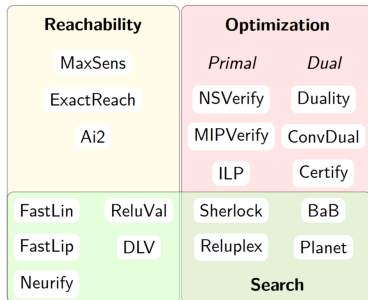 Reachability
MaxSens
ExactReach
Ai2
Optimization
Primal Dual
NSVerify Duality
MIPVerify ConvDual
ILP Certify
FastLin ReluVal Sherlock BaB
FastLip DLV Reluplex Planet
Neurify
Search